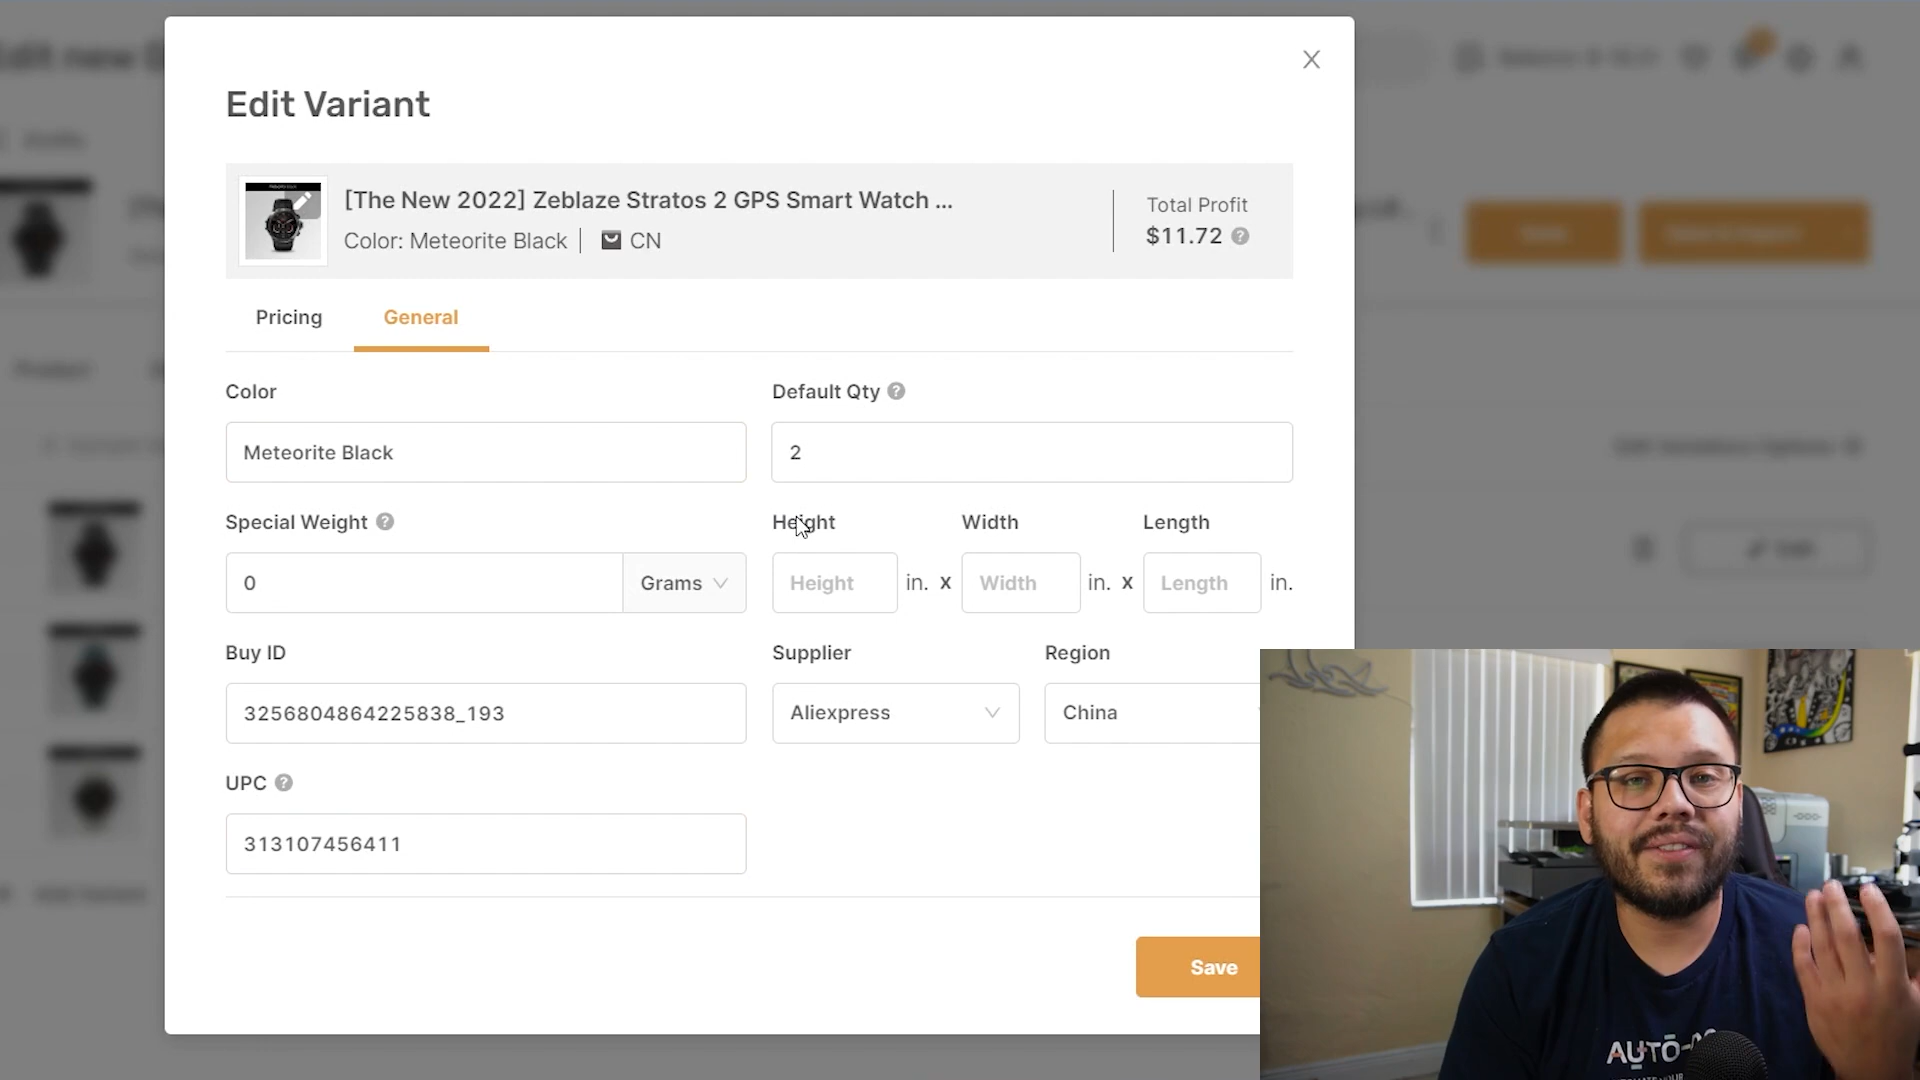 Edit new
Edit Variant
[The New 2022] Zeblaze Stratos 2 GPS Smart Watch ...
Color: Meteorite Black
CN
Total Profit
$11.72
Pricing
General
Color
Default Qty
Meteorite Black
2
Special Weight
Height
Width
Length
0
Grams
Height
in. x
Width
in. x
Length
in.
Buy ID
Supplier
Region
3256804864225838_193
Aliexpress
China
UPC
313107456411
Save
AUTO-